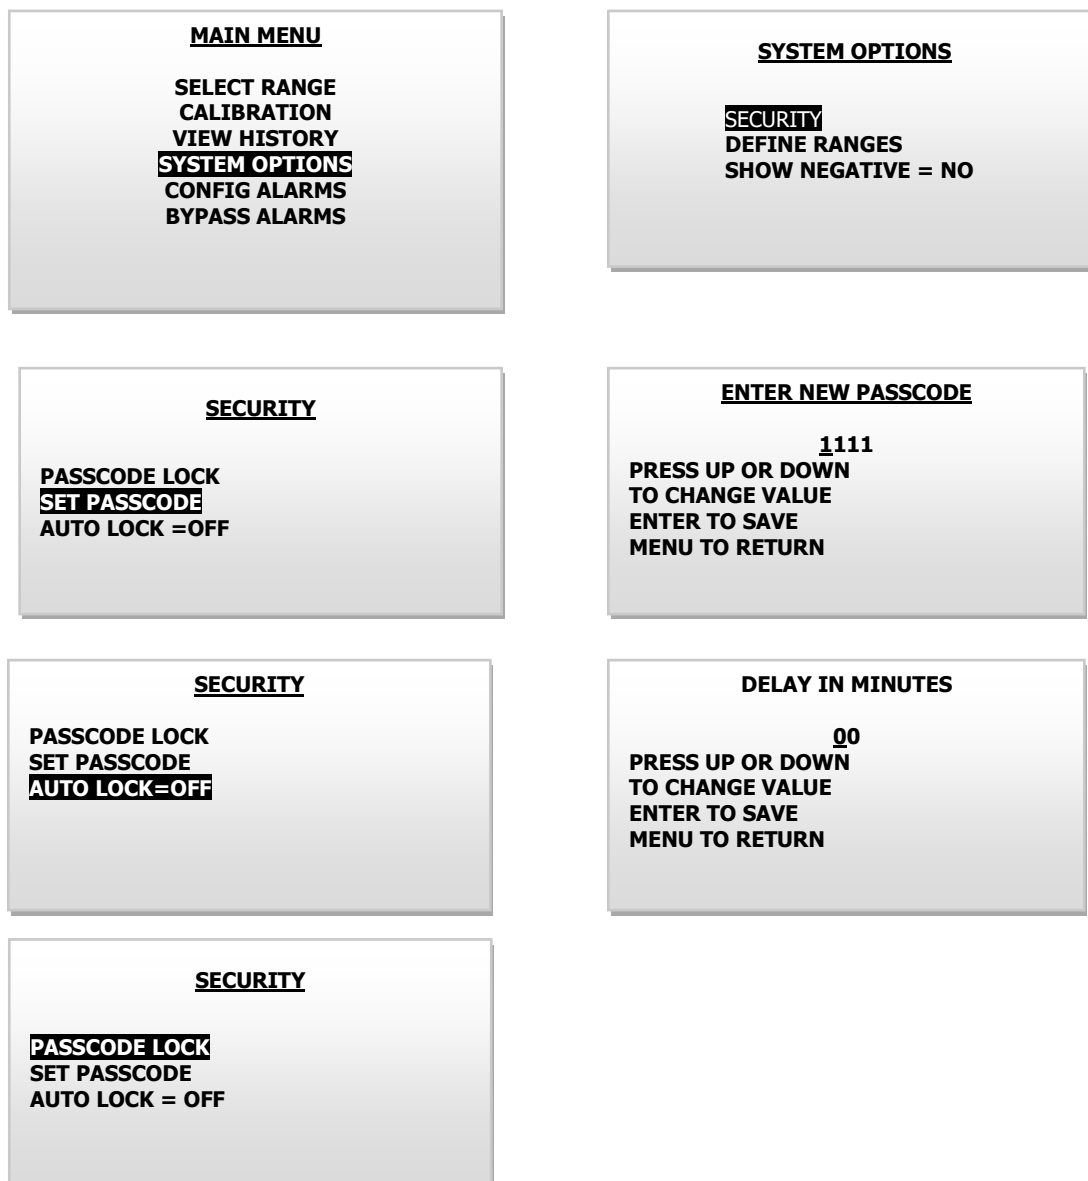 MAIN MENU
SELECT RANGE
CALIBRATION
VIEW HISTORY
SYSTEM OPTIONS
CONFIG ALARMS
BYPASS ALARMS
SYSTEM OPTIONS
SECURITY
DEFINE RANGES
SHOW NEGATIVE = NO
SECURITY
PASSCODE LOCK
SET PASSCODE
AUTO LOCK =OFF
ENTER NEW PASSCODE
1111
PRESS UP OR DOWN
TO CHANGE VALUE
ENTER TO SAVE
MENU TO RETURN
SECURITY
PASSCODE LOCK
SET PASSCODE
AUTO LOCK=OFF
DELAY IN MINUTES
00
PRESS UP OR DOWN
TO CHANGE VALUE
ENTER TO SAVE
MENU TO RETURN
SECURITY
PASSCODE LOCK
SET PASSCODE
AUTO LOCK = OFF